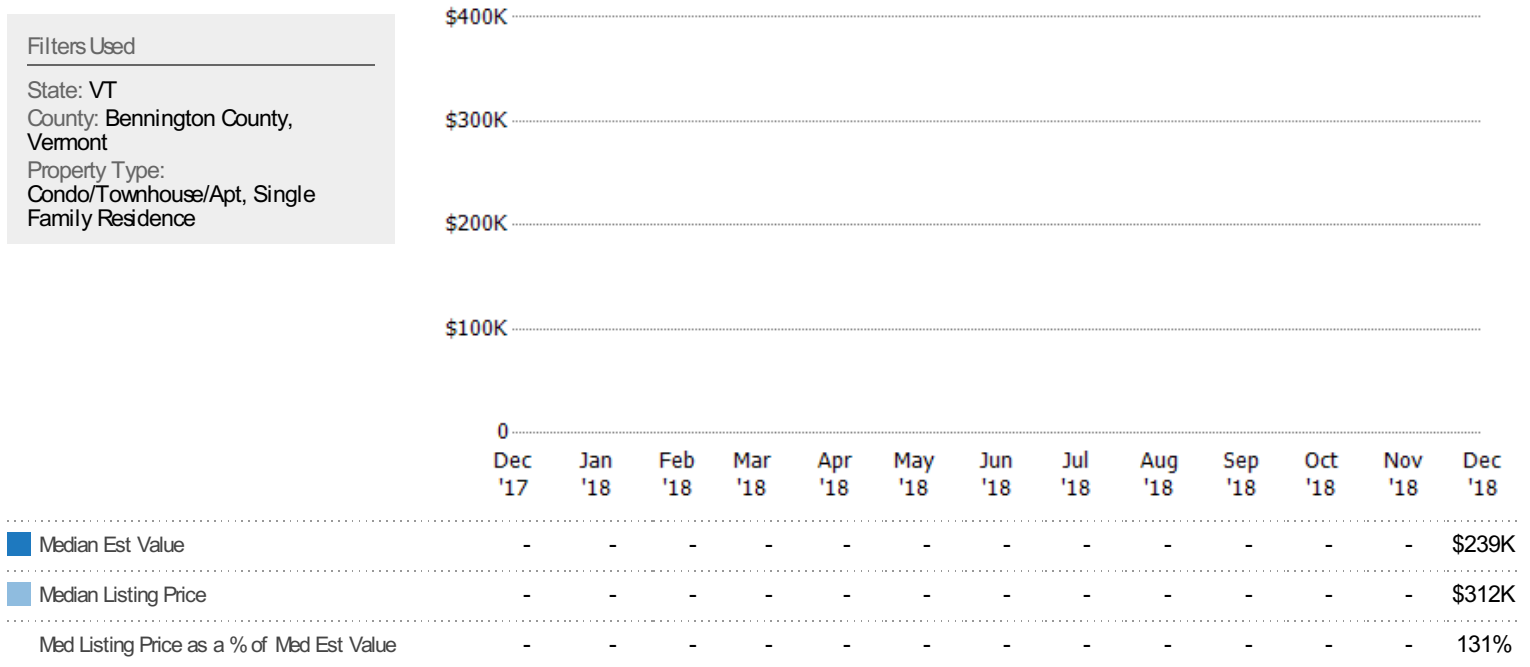 Filters Used
State: VT
County: Bennington County,
Vermont
Property Type:
Condo/Townhouse/Apt, Single
Family Residence
$400K
$300K
$200K
$100K
0
Dec Jan Feb Mar Apr May Jun Jul Aug Sep Oct Nov Dec
'17 '18 '18 '18 '18 '18 '18 '18 '18 '18 '18 '18 '18
Median Est Value - - - - - - - - - - - - $239K
Median Listing Price - - - - - - - - - - - - $312K
Med Listing Price as a % of Med Est Value - - - - - - - - - - - - 131%